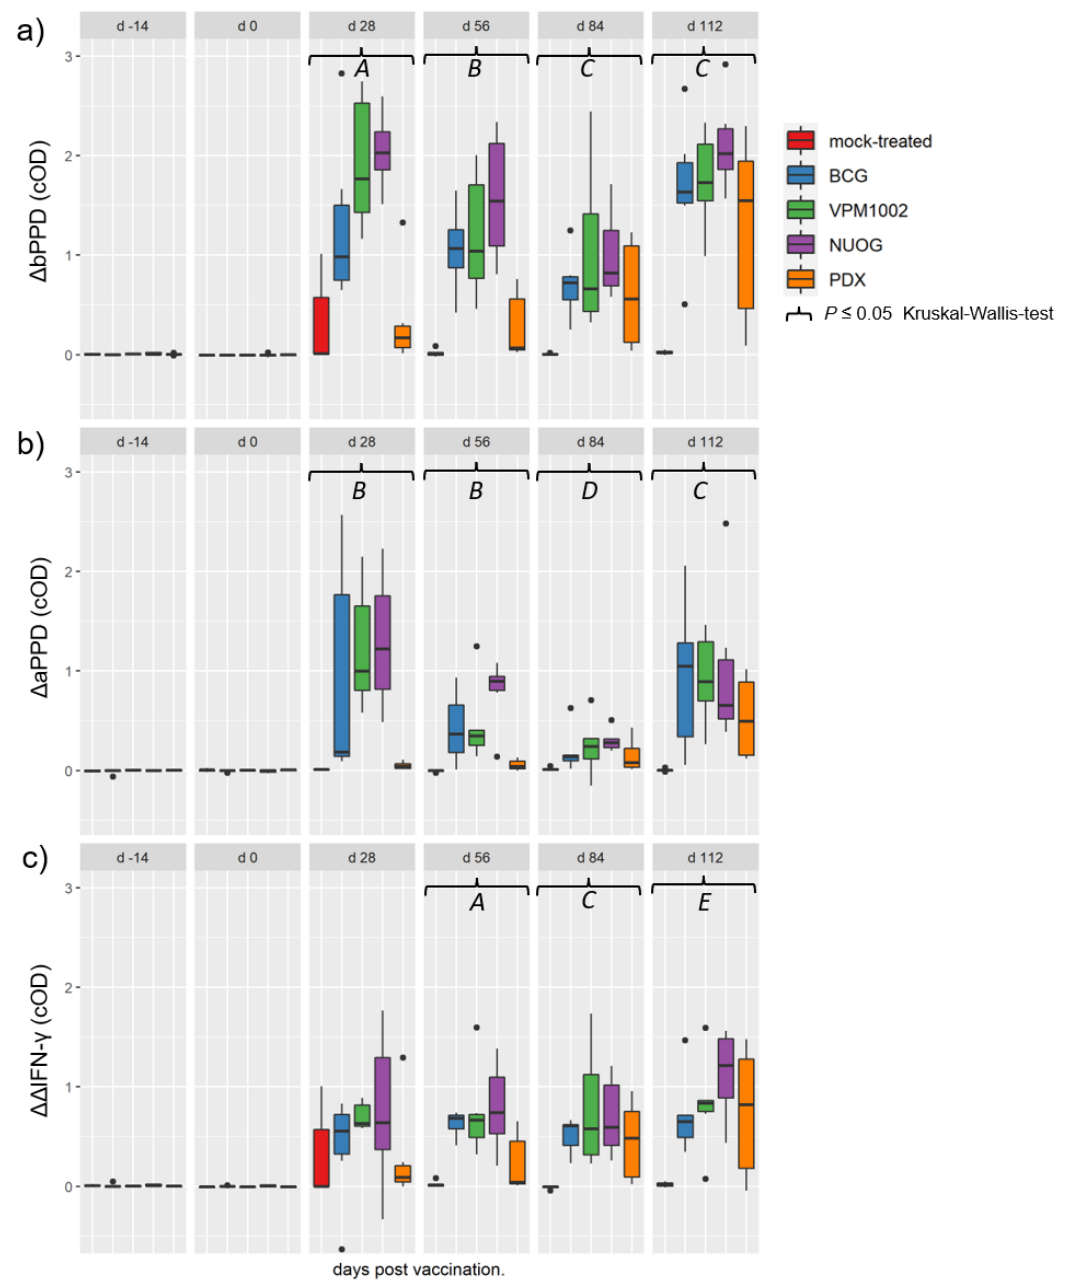 a)
d -14 d 0 d 28 d 56 d 84 d 112
A B C C
3
2
1
0
ΔbPPD (cOD)
mock-treated
BCG
VPM1002
NUOG
PDX
P ≤ 0.05 Kruskal-Wallis-test
b)
d -14 d 0 d 28 d 56 d 84 d 112
B B D C
3
2
1
0
ΔaPPD (cOD)
c)
d -14 d 0 d 28 d 56 d 84 d 112
A C E
3
2
1
0
ΔΔIFN-γ (cOD)
days post vaccination.